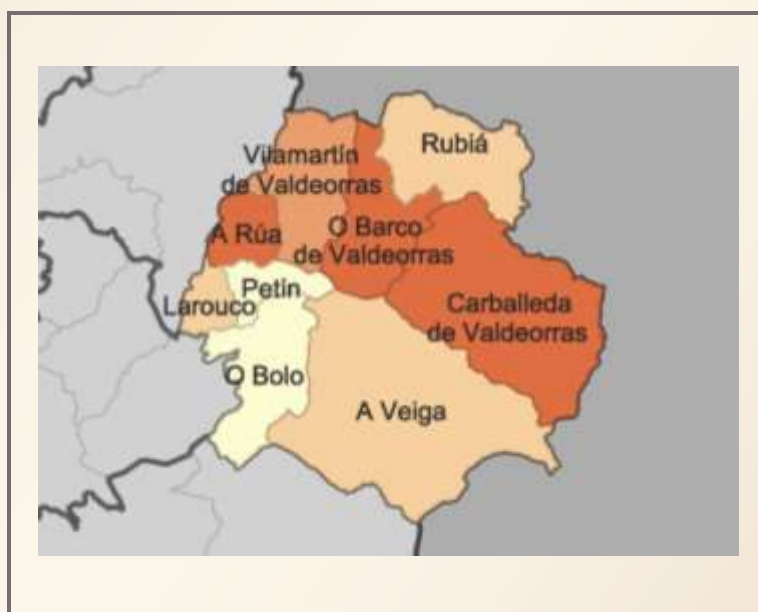 Rubiá
Vilamartín
de Valdeorras
A Rúa
O Barco
de Valdeorras
Petín
Larouco
Carballeda
de Valdeorras
O Bolo
A Veiga